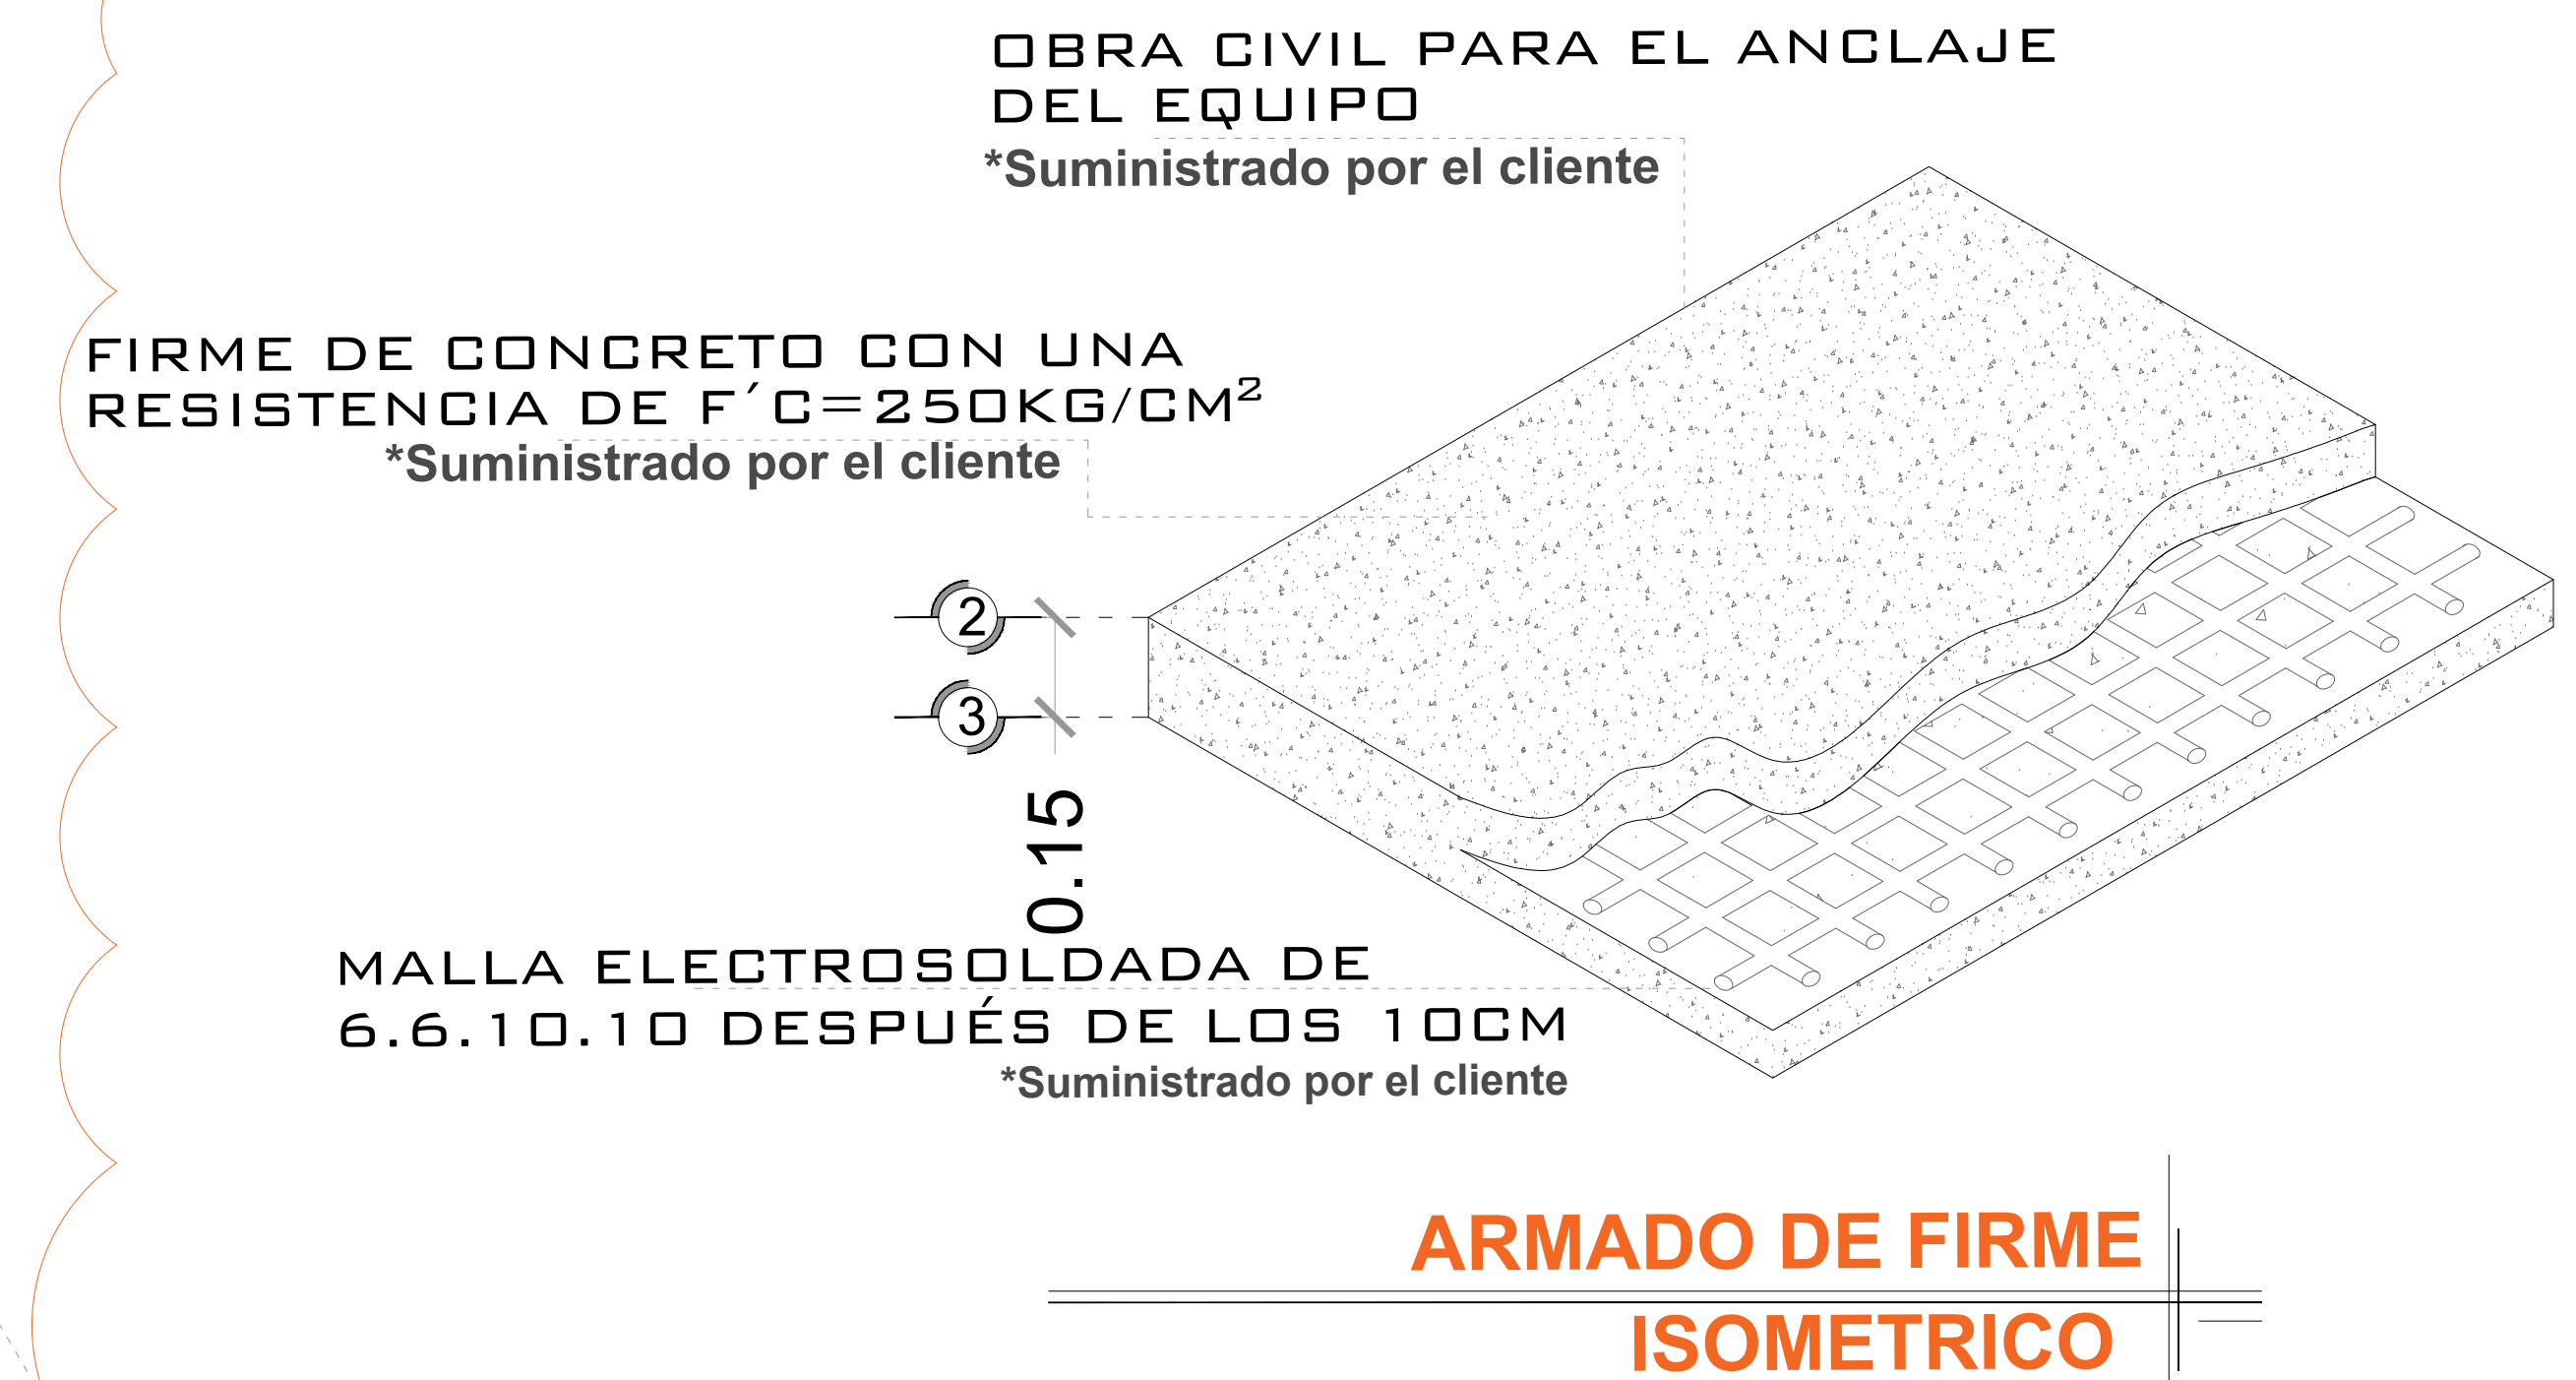 OBRA CIVIL PARA EL ANCLAJE
DEL EQUIPO
*Suministrado por el cliente
FIRME DE CONCRETO CON UNA
RESISTENCIA DE F´C=250KG/CM²
*Suministrado por el cliente
2
3
0.15
MALLA ELECTROSOLDADA DE
6.6.10.10 DESPUÉS DE LOS 10CM
*Suministrado por el cliente
ARMADO DE FIRME
ISOMETRICO